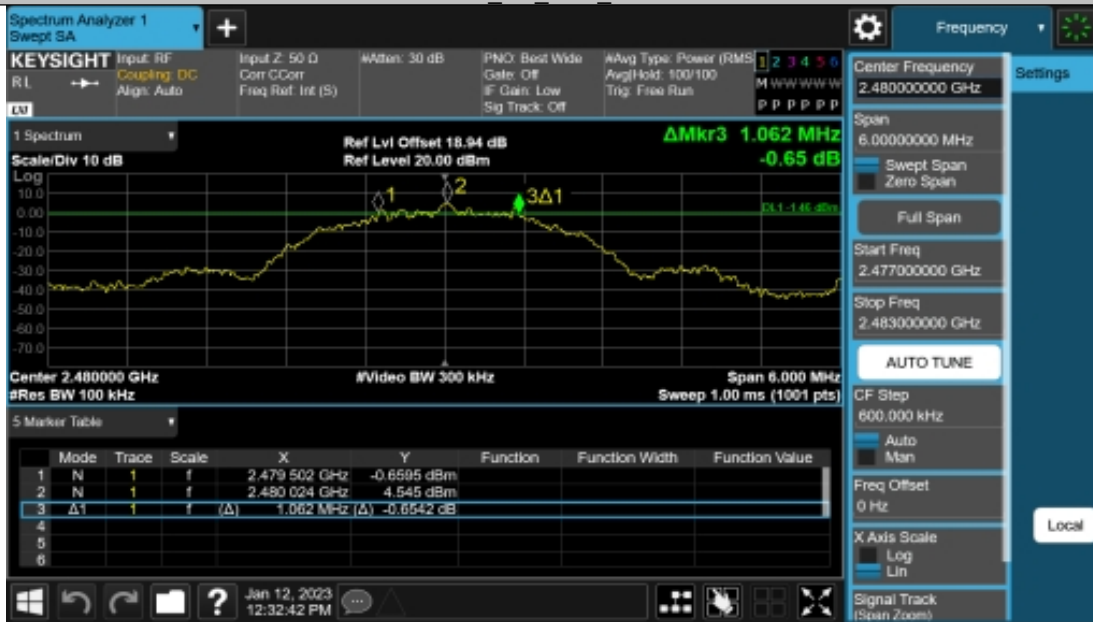 Spectrum Analyzer 1
Swept SA
+
Frequency
KEYSIGHT
RL
LXI
Input: RF
Coupling: DC
Align: Auto
Input Z: 50 Ω
Corr CCorr
Freq Ref: Int (S)
#Atten: 30 dB
PNO: Best Wide
Gate: Off
IF Gain: Low
Sig Track: Off
#Avg Type: Power (RMS
Avg|Hold: 100/100
Trig: Free Run
1 2 3 4 5 6
M W W W W W
P P P P P P
Center Frequency
2.480000000 GHz
Settings
Span
6.00000000 MHz
Swept Span
Zero Span
Full Span
Start Freq
2.477000000 GHz
Stop Freq
2.483000000 GHz
AUTO TUNE
CF Step
600.000 kHz
Auto
Man
Freq Offset
0 Hz
X Axis Scale
Log
Lin
Signal Track
(Span Zoom)
Local
1 Spectrum
Scale/Div 10 dB
Ref Lvl Offset 18.94 dB
Ref Level 20.00 dBm
ΔMkr3 1.062 MHz
-0.65 dB
Log
10.0
0.00
-10.0
-20.0
-30.0
-40.0
-50.0
-60.0
-70.0
1
2
3Δ1
DL1 -1.46 dBm
Center 2.480000 GHz
#Video BW 300 kHz
Span 6.000 MHz
#Res BW 100 kHz
Sweep 1.00 ms (1001 pts)
5 Marker Table
Mode Trace Scale X Y Function Function Width Function Value
1 N 1 f 2.479 502 GHz -0.6595 dBm
2 N 1 f 2.480 024 GHz 4.545 dBm
3 Δ1 1 f (Δ) 1.062 MHz (Δ) -0.6542 dB
4
5
6
?
Jan 12, 2023
12:32:42 PM